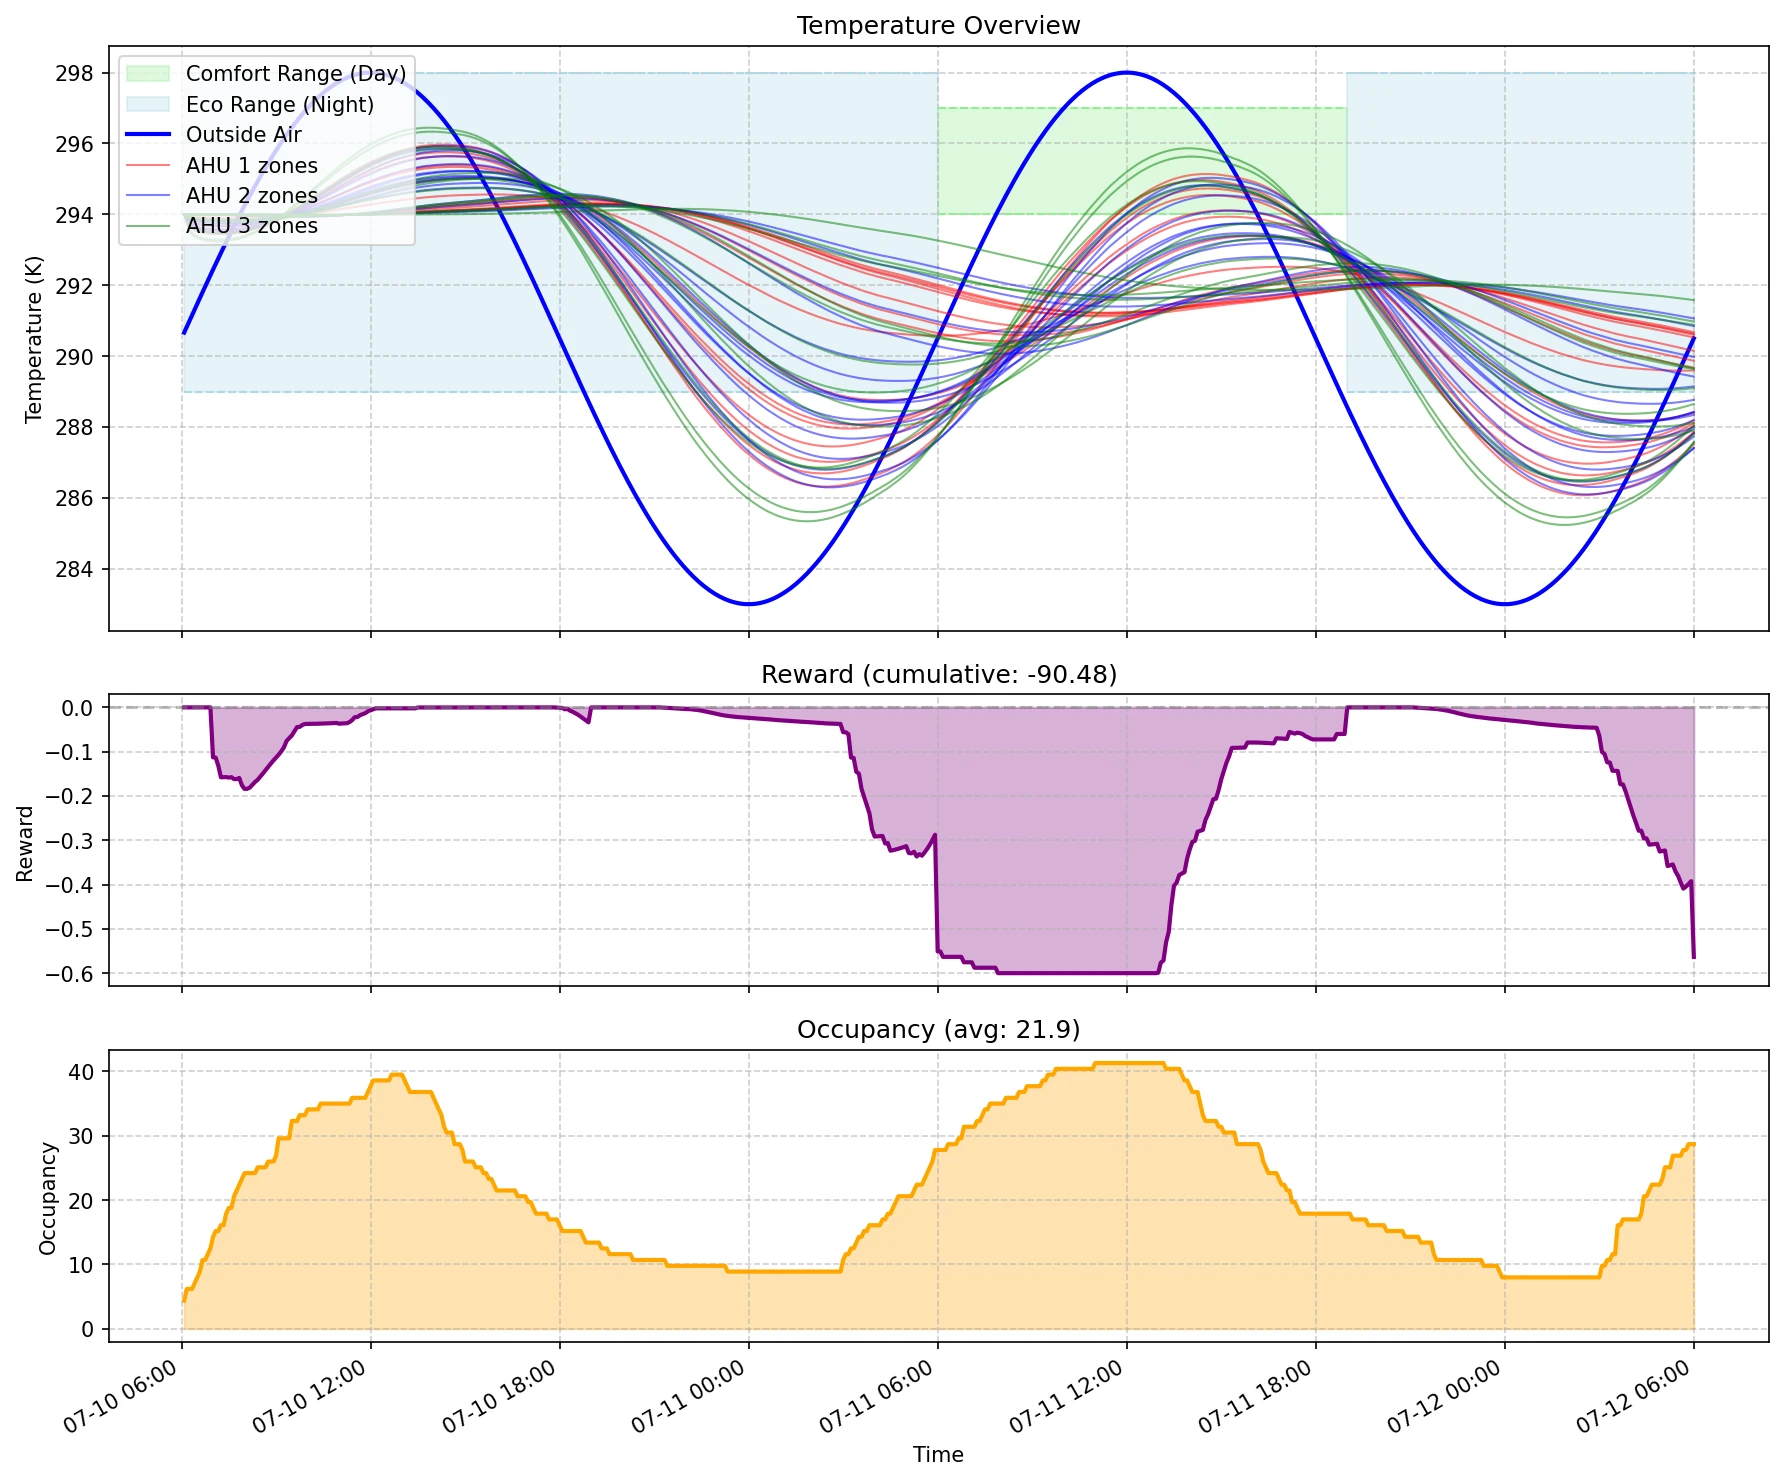 Temperature Overview
Comfort Range (Day)
Eco Range (Night)
Outside Air
AHU 1 zones
AHU 2 zones
AHU 3 zones
298
296
294
292
290
288
286
284
Temperature (K)
Reward (cumulative: -90.48)
0.0
−0.1
−0.2
−0.3
−0.4
−0.5
−0.6
Reward
Occupancy (avg: 21.9)
40
30
20
10
0
Occupancy
07-10 06:00
07-10 12:00
07-10 18:00
07-11 00:00
07-11 06:00
07-11 12:00
07-11 18:00
07-12 00:00
07-12 06:00
Time